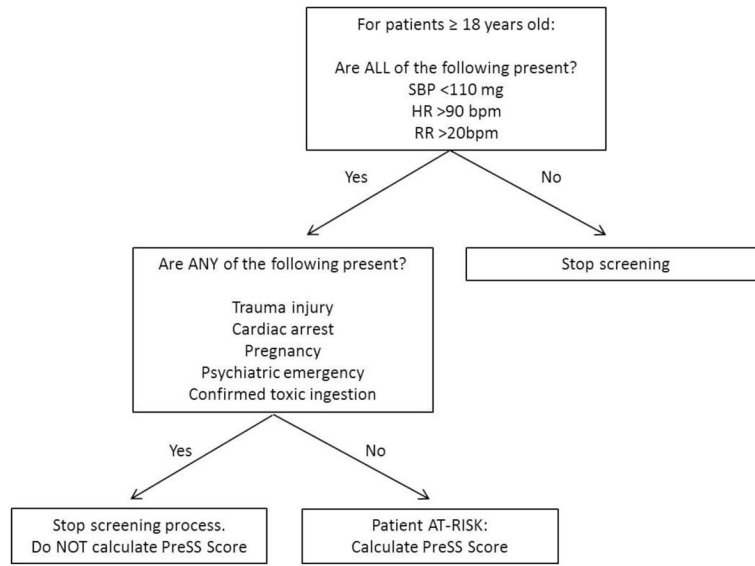 For patients ≥ 18 years old:
Are ALL of the following present?
SBP <110 mg
HR >90 bpm
RR >20bpm
Yes
No
Are ANY of the following present?
Trauma injury
Cardiac arrest
Pregnancy
Psychiatric emergency
Confirmed toxic ingestion
Stop screening
Yes
No
Stop screening process.
Do NOT calculate PreSS Score
Patient AT-RISK:
Calculate PreSS Score